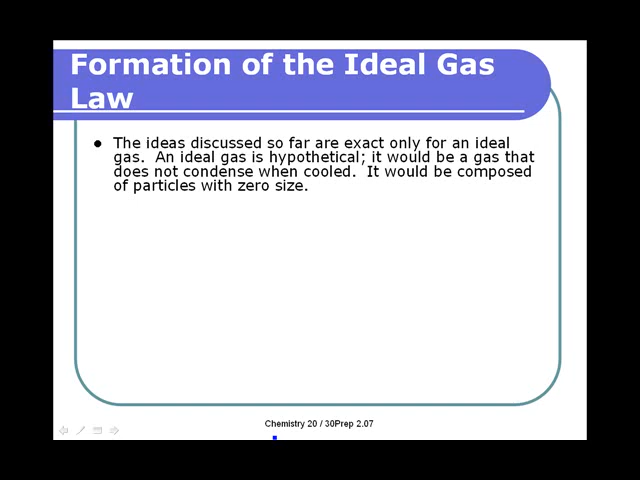 Formation of the Ideal Gas
Law
The ideas discussed so far are exact only for an ideal
gas.  An ideal gas is hypothetical; it would be a gas that
does not condense when cooled.  It would be composed
of particles with zero size.
Chemistry 20 / 30Prep 2.07